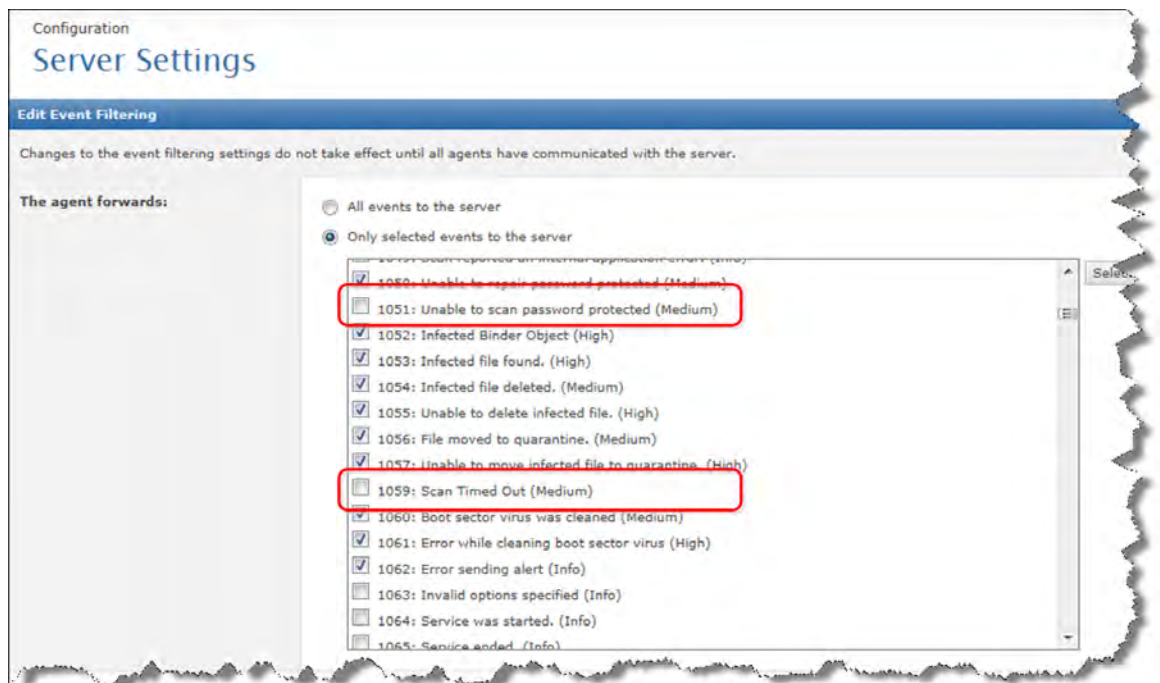 Configuration
Server Settings
Edit Event Filtering
Changes to the event filtering settings do not take effect until all agents have communicated with the server.
The agent forwards:
All events to the server
Only selected events to the server
1050: Unable to repair password protected (Medium)
1051: Unable to scan password protected (Medium)
1052: Infected Binder Object (High)
1053: Infected file found. (High)
1054: Infected file deleted. (Medium)
1055: Unable to delete infected file. (High)
1056: File moved to quarantine. (Medium)
1057: Unable to move infected file to quarantine. (High)
1059: Scan Timed Out (Medium)
1060: Boot sector virus was cleaned (Medium)
1061: Error while cleaning boot sector virus (High)
1062: Error sending alert (Info)
1063: Invalid options specified (Info)
1064: Service was started. (Info)
1065: Service ended. (Info)